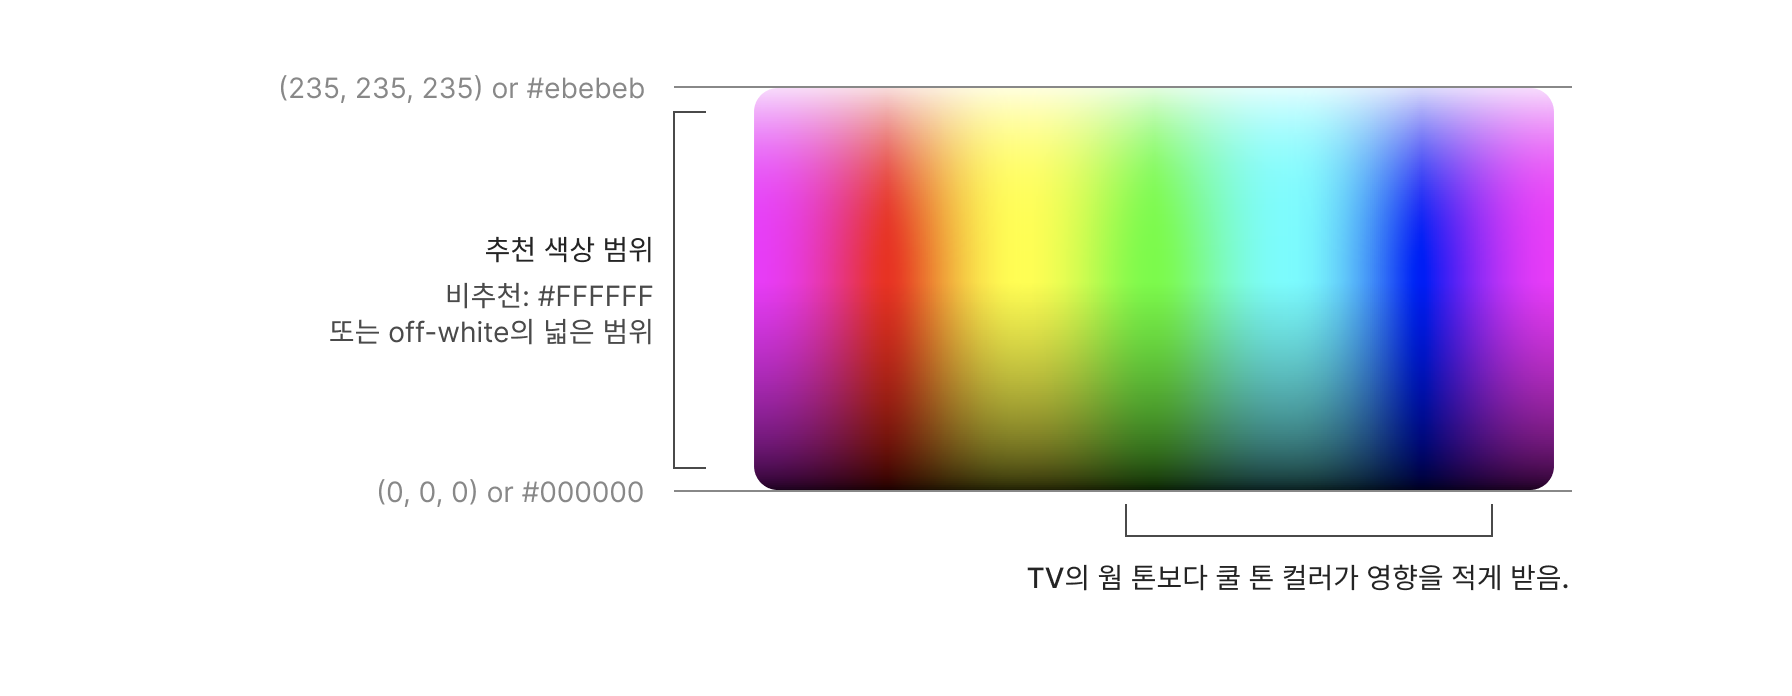 (235, 235, 235) or #ebebeb
추천 색상 범위
비추천: #FFFFFF
또는 off-white의 넓은 범위
(0, 0, 0) or #000000
TV의 웜 톤보다 쿨 톤 컬러가 영향을 적게 받음.